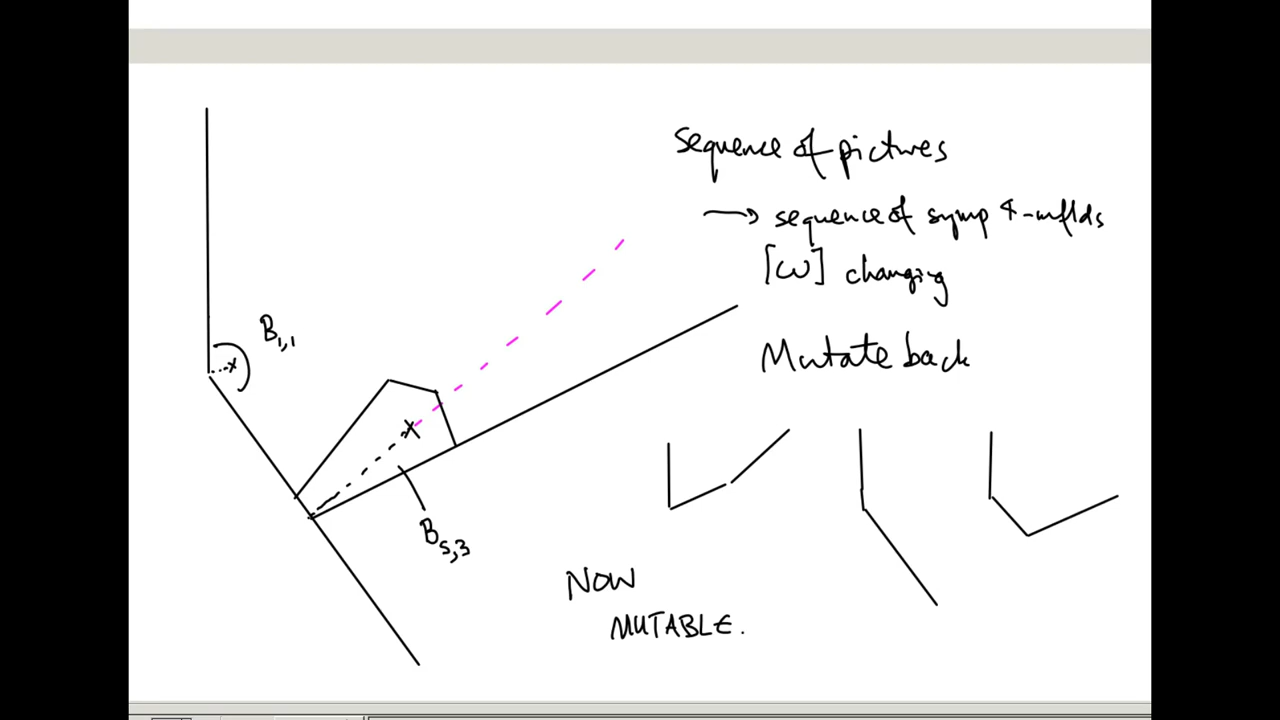 sequence of pictures
→ sequence of symp 4-mflds
[ω] changing
B1,1
Mutate back
B5,3
NOW
MUTABLE.